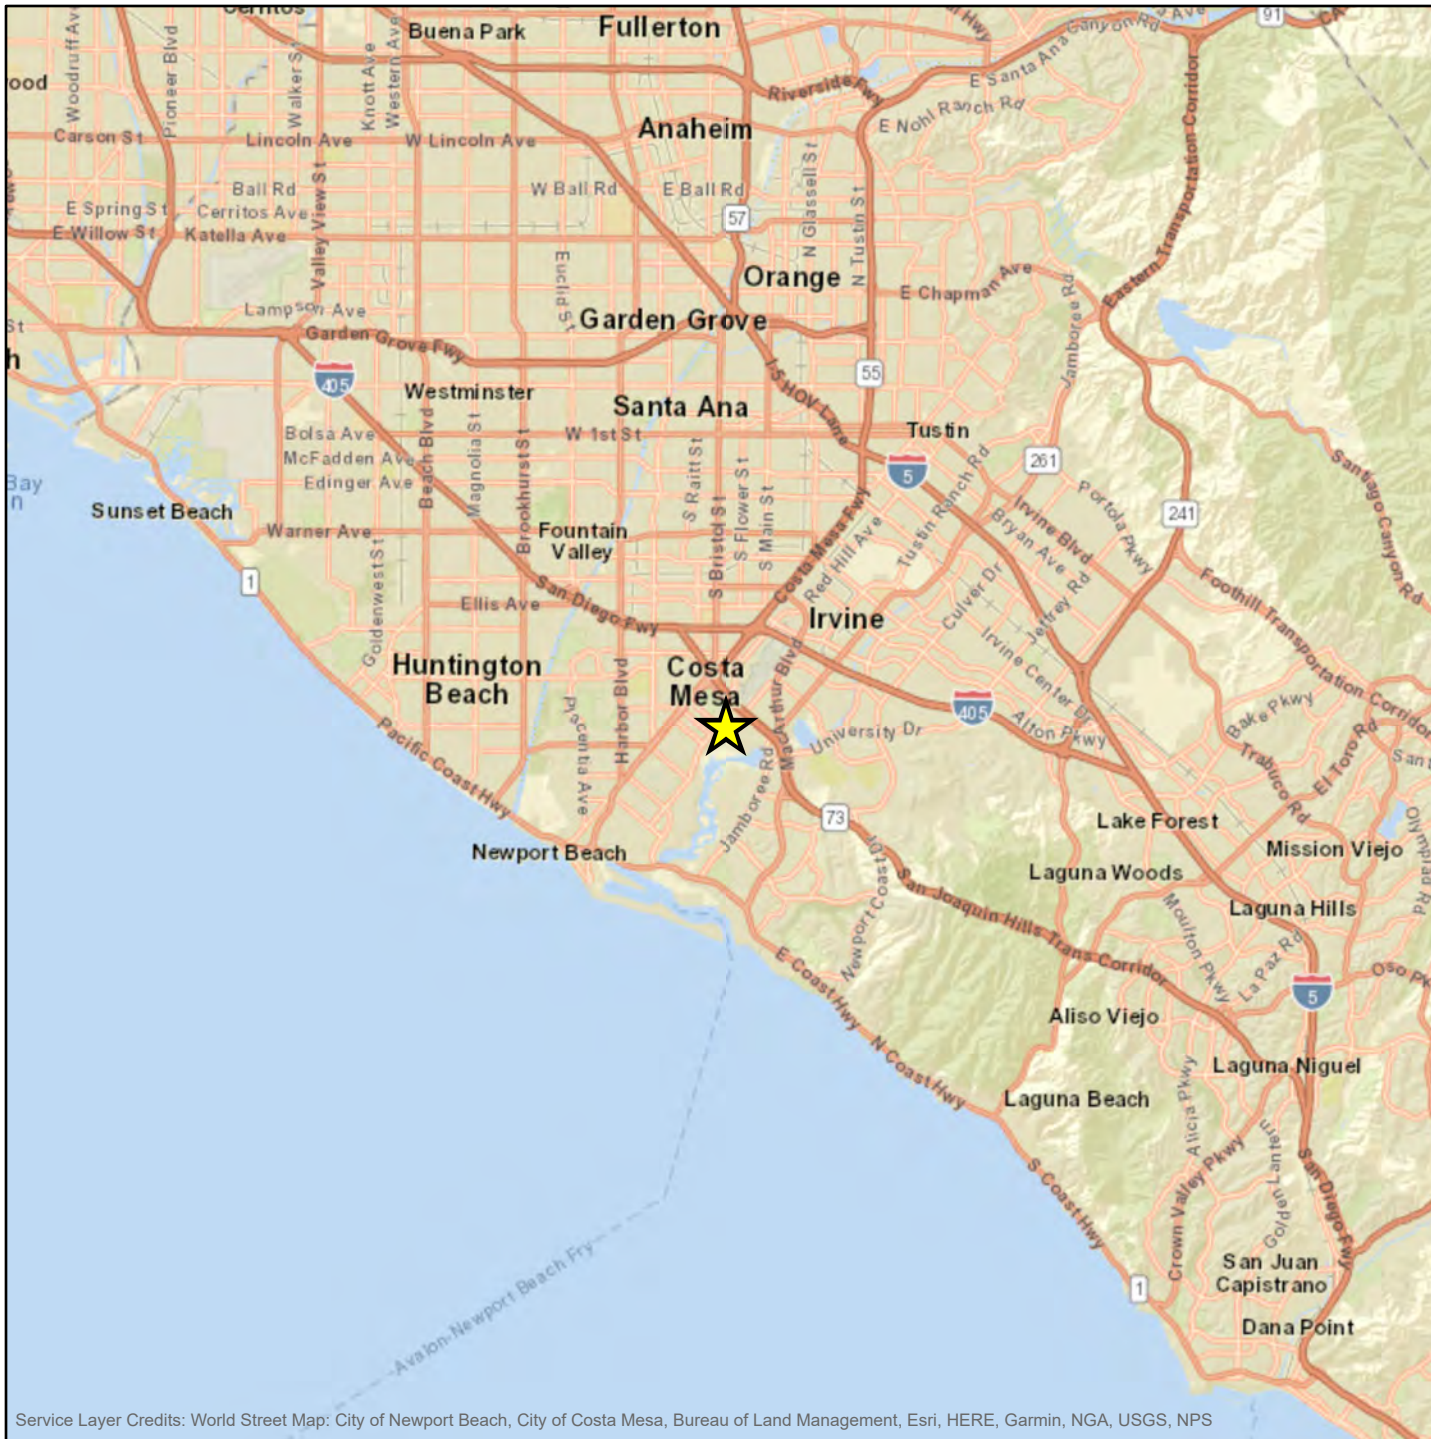 Cerritos
Buena Park
Fullerton
Canyon Rd
91
Woodruff Ave
Pioneer Blvd
Walker St
Knott Ave
Western Ave
E Santa Ana
Riverside Fwy
E Nohl Ranch Rd
Anaheim
Carson St
Lincoln Ave
W Lincoln Ave
Eastern Transportation Corridor
Ball Rd
W Ball Rd
E Ball Rd
N Glassell St
N Tustin St
E Spring St
Cerritos Ave
57
E Willow St
Katella Ave
Valley View St
Euclid St
Orange
E Chapman Ave
Jamboree Rd
Lampson Ave
Garden Grove
Garden Grove Fwy
405
Westminster
I-5 HOV Lane
55
Santa Ana
Bolsa Ave
W 1st St
Tustin
McFadden Ave
Edinger Ave
Beach Blvd
Magnolia St
Brookhurst St
S Raitt St
S Bristol St
S Flower St
S Main St
5
261
Santiago Canyon Rd
Bay
n
Sunset Beach
Warner Ave
Fountain
Valley
Costa Mesa Fwy
Red Hill Ave
Tustin Ranch Rd
Irvine Blvd
Bryan Ave
Portola Pkwy
241
1
Goldenwest St
Ellis Ave
San Diego Fwy
Irvine
Culver Dr
Jeffrey Rd
Irvine Center Dr
Foothill Transportation Corridor
Huntington
Beach
Costa
Mesa
Harbor Blvd
Placentia Ave
MacArthur Blvd
University Dr
405
Alton Pkwy
Bake Pkwy
Trabuco Rd
El Toro Rd
Pacific Coast Hwy
Jamboree Rd
73
Lake Forest
Mission Viejo
Olympiad Rd
Newport Beach
Newport Coast Dr
San Joaquin Hills Trans Corridor
Laguna Woods
Laguna Hills
Moulton Pkwy
La Paz Rd
E Coast Hwy
5
Aliso Viejo
N Coast Hwy
Laguna Niguel
Laguna Beach
Alicia Pkwy
Golden Lantern
San Diego Fwy
S Coast Hwy
Crown Valley Pkwy
Avalon-Newport Beach Fry
San Juan
Capistrano
1
Dana Point
Service Layer Credits: World Street Map: City of Newport Beach, City of Costa Mesa, Bureau of Land Management, Esri, HERE, Garmin, NGA, USGS, NPS